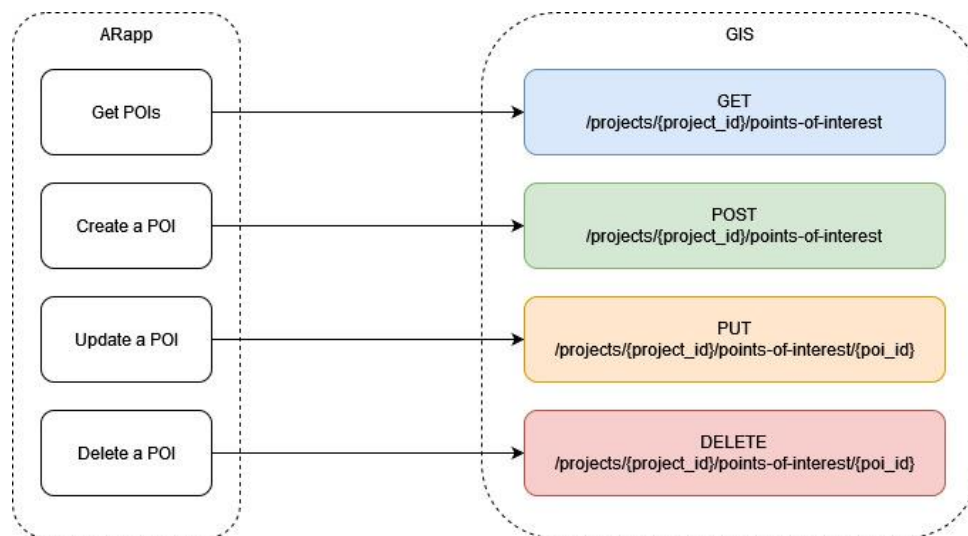 ARapp
GIS
Get POIs
GET
/projects/{project_id}/points-of-interest
Create a POI
POST
/projects/{project_id}/points-of-interest
Update a POI
PUT
/projects/{project_id}/points-of-interest/{poi_id}
Delete a POI
DELETE
/projects/{project_id}/points-of-interest/{poi_id}